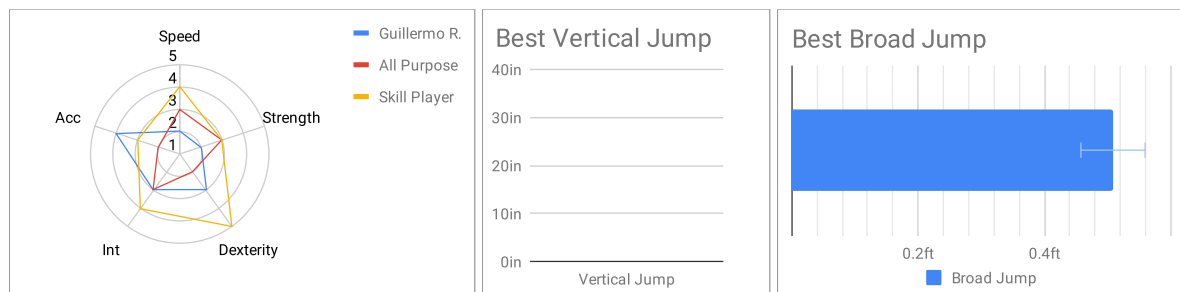 Speed
5
4
3
2
1
Acc
Strength
Int
Dexterity
Guillermo R.
All Purpose
Skill Player
Best Vertical Jump
40in
30in
20in
10in
0in
Vertical Jump
Best Broad Jump
0.2ft 0.4ft
Broad Jump